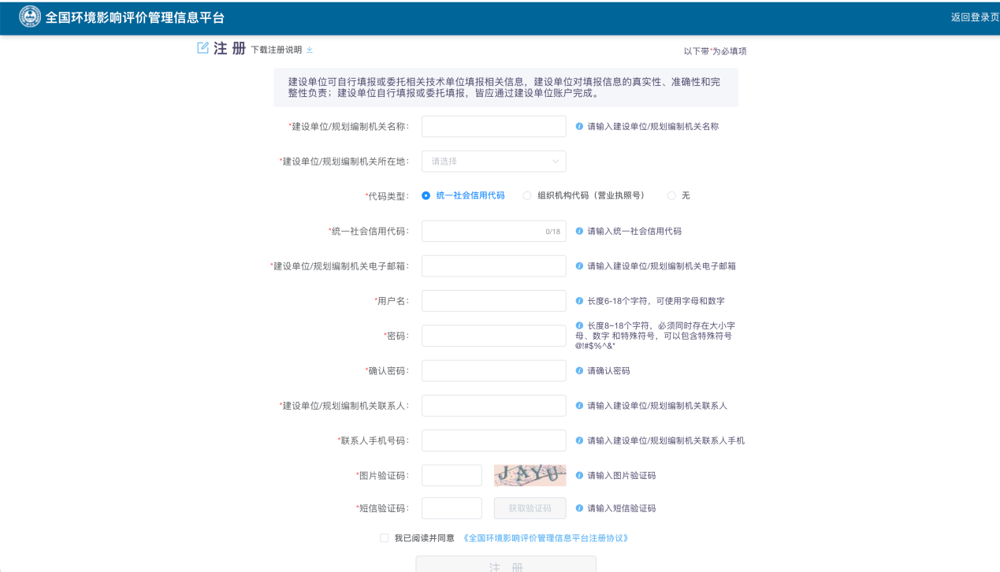 全国环境影响评价管理信息平台
返回登录页
注 册 下载注册说明
以下带*为必填项
建设单位可自行填报或委托相关技术单位填报相关信息，建设单位对填报信息的真实性、准确性和完
整性负责；建设单位自行填报或委托填报，皆应通过建设单位账户完成。
*建设单位/规划编制机关名称： 请输入建设单位/规划编制机关名称
*建设单位/规划编制机关所在地： 请选择
*代码类型： 统一社会信用代码 组织机构代码（营业执照号） 无
*统一社会信用代码： 0/18 请输入统一社会信用代码
*建设单位/规划编制机关电子邮箱： 请输入建设单位/规划编制机关电子邮箱
*用户名： 长度6-18个字符，可使用字母和数字
*密码： 长度8~18个字符，必须同时存在大小字
母、数字 和特殊符号，可以包含特殊符号
@!#$%^&*
*确认密码： 请确认密码
*建设单位/规划编制机关联系人： 请输入建设单位/规划编制机关联系人
*联系人手机号码： 请输入建设单位/规划编制机关联系人手机
*图片验证码： JAYU 请输入图片验证码
*短信验证码： 获取验证码 请输入短信验证码
我已阅读并同意 《全国环境影响评价管理信息平台注册协议》
注 册